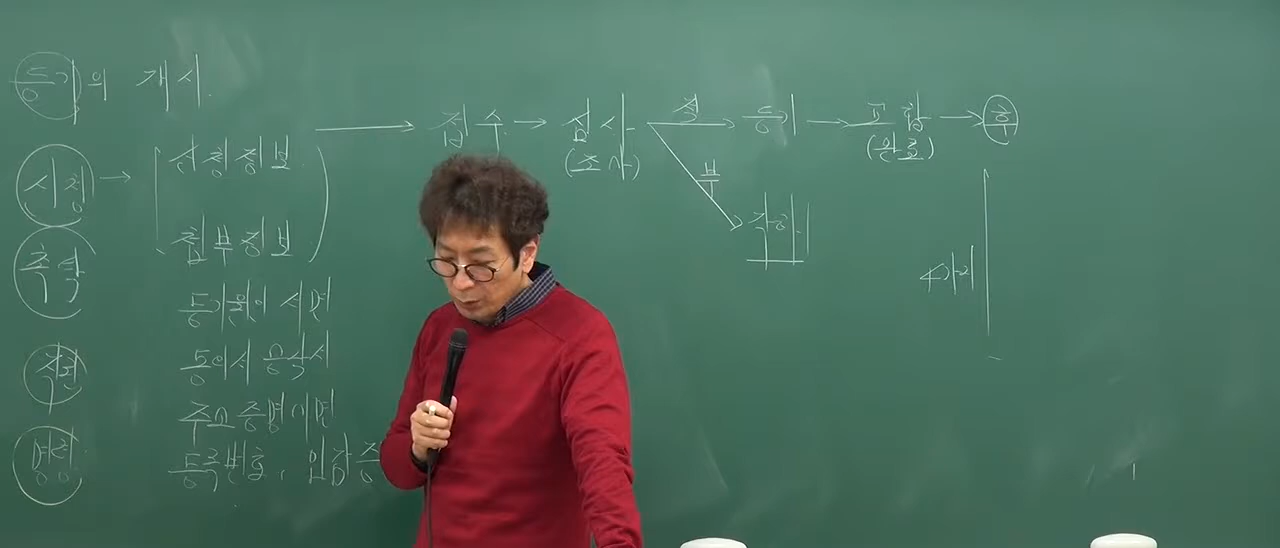 등기의 개시
신청 → 신청정보
첨부정보
촉탁
직권
명령
등기원인 서면
동의서 승낙서
주소증명서면
등록번호, 인감증
→ 접수 → 심사 적 → 등기 → 교합 → 후
(조사) (완료)
부
각하